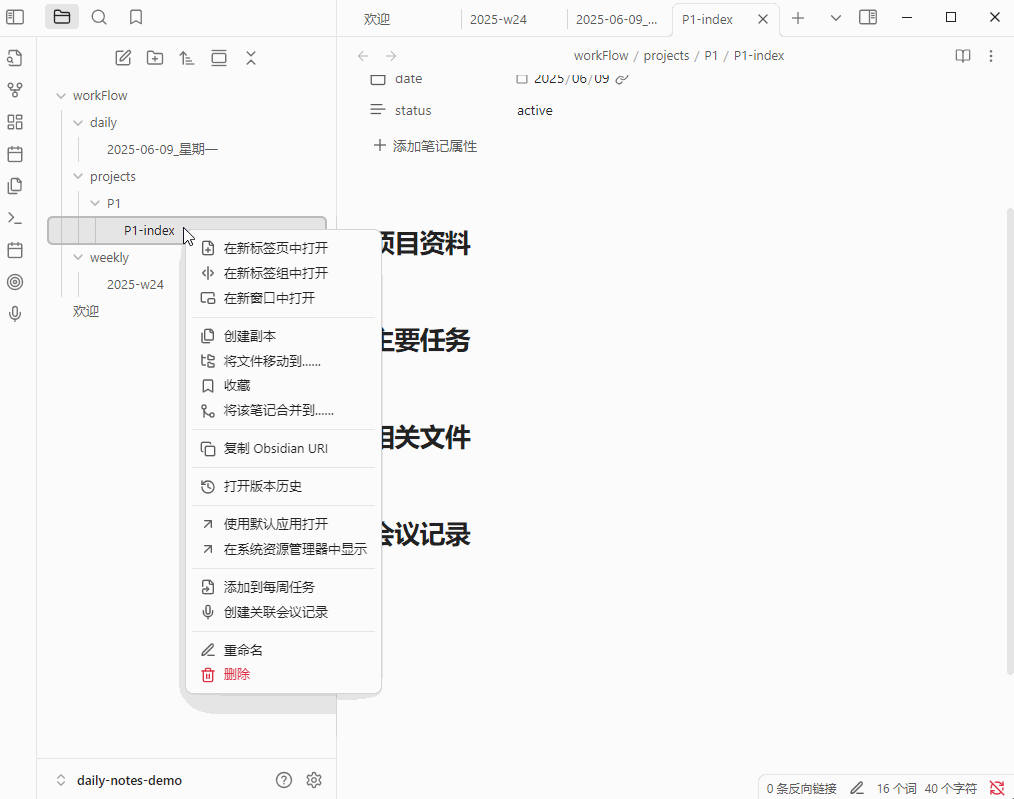 欢迎
2025-w24
2025-06-09_...
P1-index
workFlow / projects / P1 / P1-index
workFlow
daily
2025-06-09_星期一
projects
P1
P1-index
weekly
2025-w24
欢迎
date
2025/06/09
status
active
添加笔记属性
项目资料
主要任务
相关文件
会议记录
在新标签页中打开
在新标签组中打开
在新窗口中打开
创建副本
将文件移动到......
收藏
将该笔记合并到......
复制 Obsidian URI
打开版本历史
使用默认应用打开
在系统资源管理器中显示
添加到每周任务
创建关联会议记录
重命名
删除
daily-notes-demo
0 条反向链接
16 个词
40 个字符